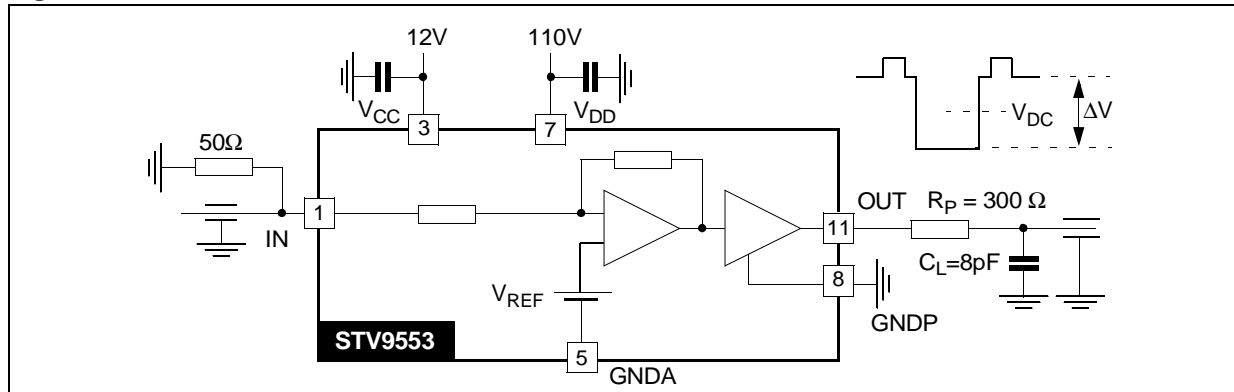 12V 110V
V_CC V_DD
3 7
V_DC ΔV
50Ω
1
IN
OUT R_P = 300 Ω
11
C_L=8pF
8
V_REF
GNDP
STV9553
5
GNDA